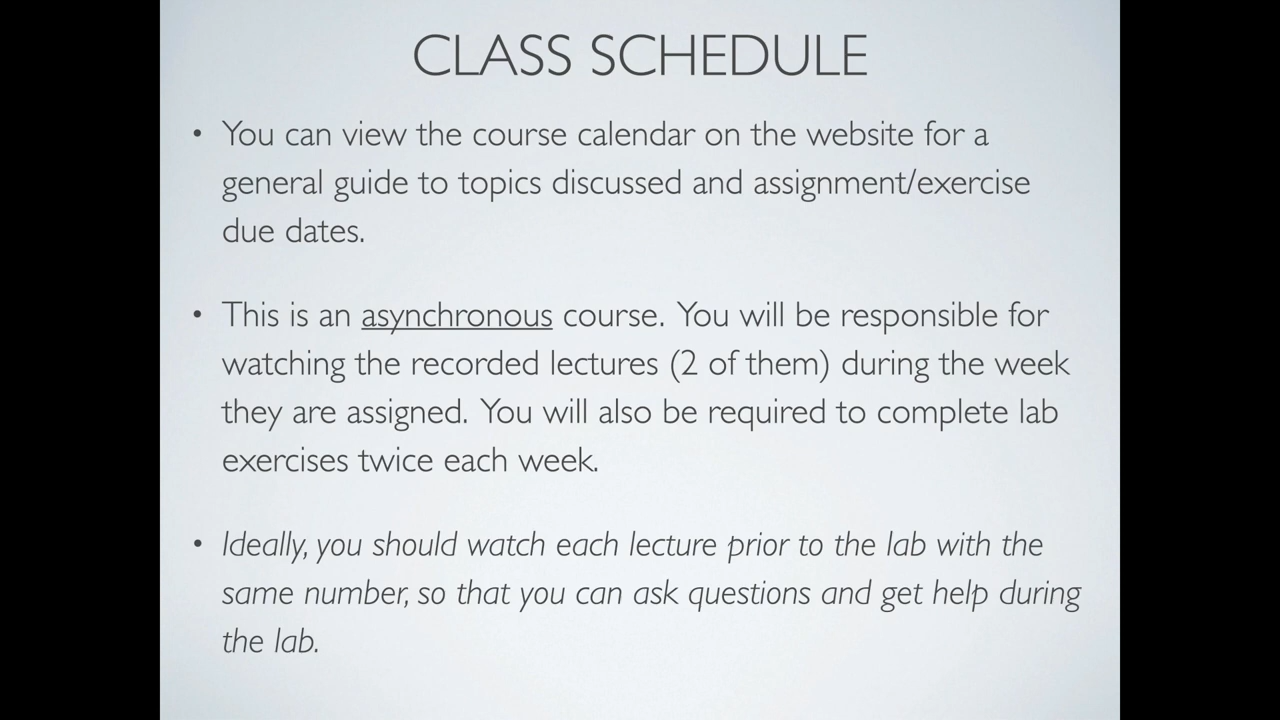 CLASS SCHEDULE
• You can view the course calendar on the website for a
general guide to topics discussed and assignment/exercise
due dates.
• This is an asynchronous course. You will be responsible for
watching the recorded lectures (2 of them) during the week
they are assigned. You will also be required to complete lab
exercises twice each week.
• Ideally, you should watch each lecture prior to the lab with the
same number, so that you can ask questions and get help during
the lab.